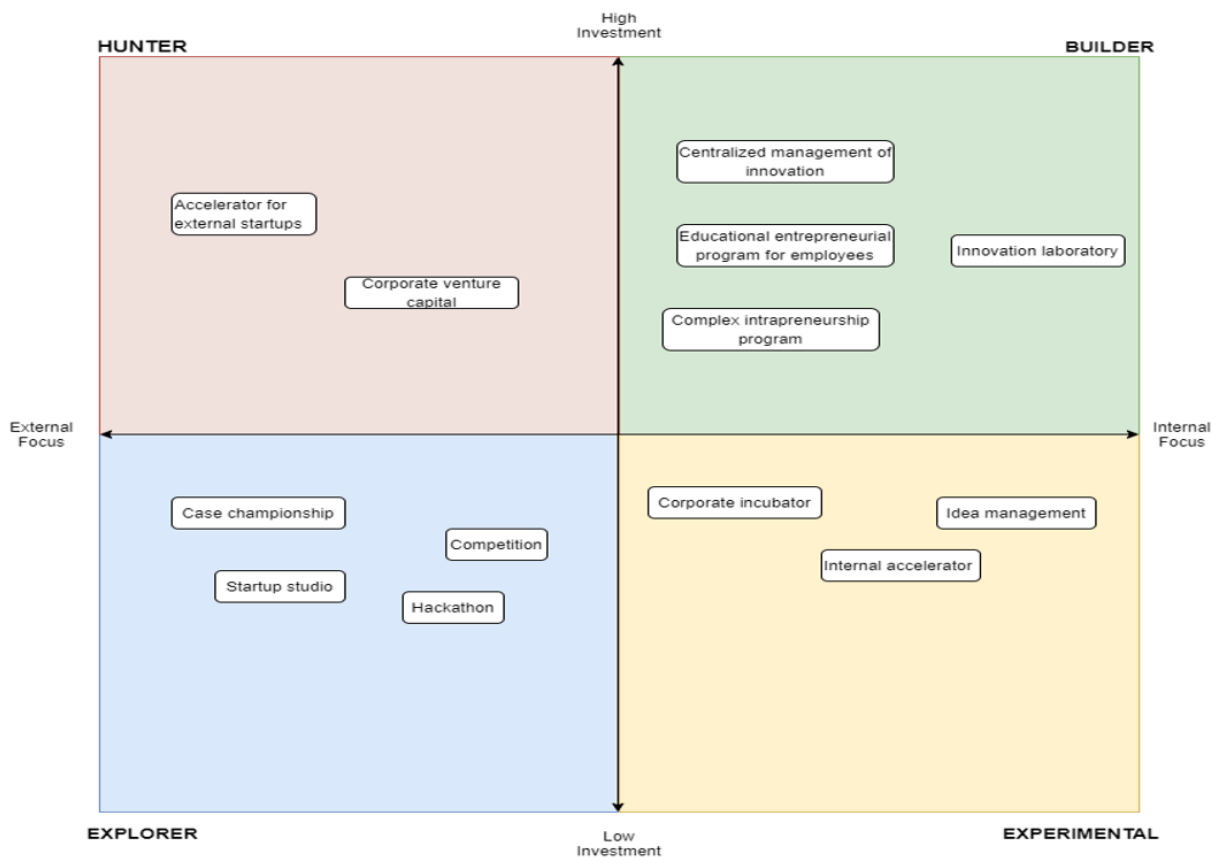 High
Investment
HUNTER
BUILDER
Centralized management of
innovation
Accelerator for
external startups
Educational entrepreneurial
program for employees
Innovation laboratory
Corporate venture
capital
Complex intrapreneurship
program
External
Focus
Internal
Focus
Case championship
Corporate incubator
Idea management
Competition
Internal accelerator
Startup studio
Hackathon
EXPLORER
EXPERIMENTAL
Low
Investment